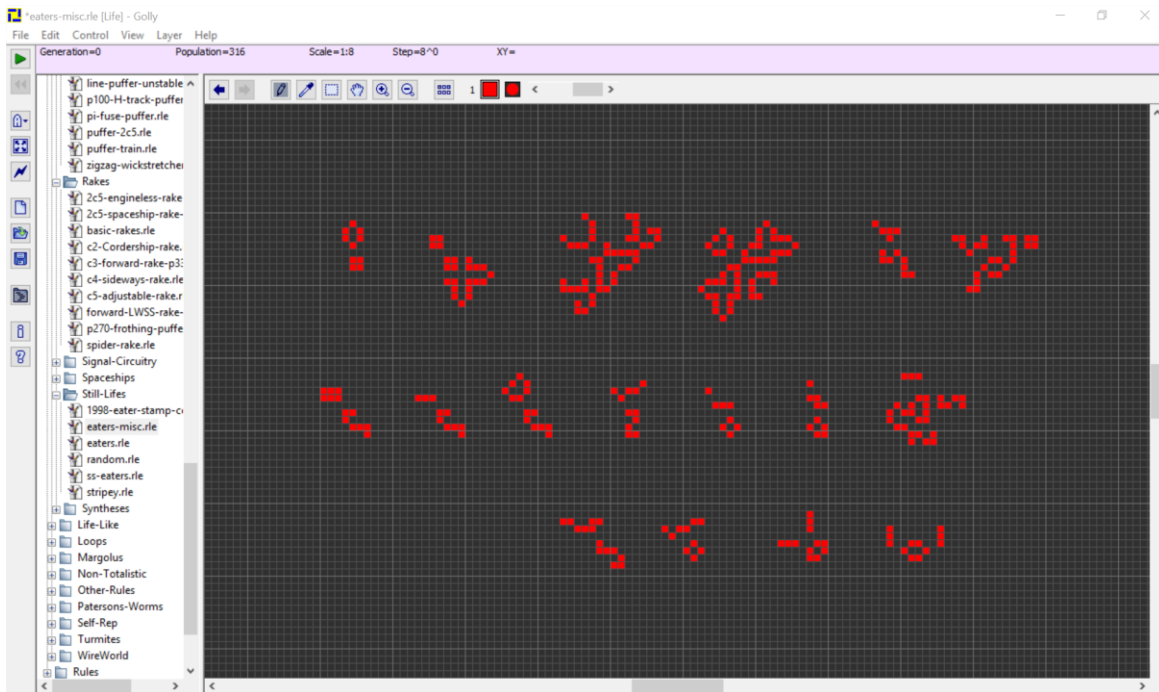 *eaters-misc.rle [Life] - Golly
File Edit Control View Layer Help
Generation=0 Population=316 Scale=1:8 Step=8^0 XY=
1
line-puffer-unstable
p100-H-track-puffer
pi-fuse-puffer.rle
puffer-2c5.rle
puffer-train.rle
zigzag-wickstretcher
Rakes
2c5-engineless-rake
2c5-spaceship-rake-
basic-rakes.rle
c2-Cordership-rake.
c3-forward-rake-p33
c4-sideways-rake.rle
c5-adjustable-rake.r
forward-LWSS-rake-
p270-frothing-puffe
spider-rake.rle
Signal-Circuitry
Spaceships
Still-Lifes
1998-eater-stamp-c
eaters-misc.rle
eaters.rle
random.rle
ss-eaters.rle
stripey.rle
Syntheses
Life-Like
Loops
Margolus
Non-Totalistic
Other-Rules
Patersons-Worms
Self-Rep
Turmites
WireWorld
Rules